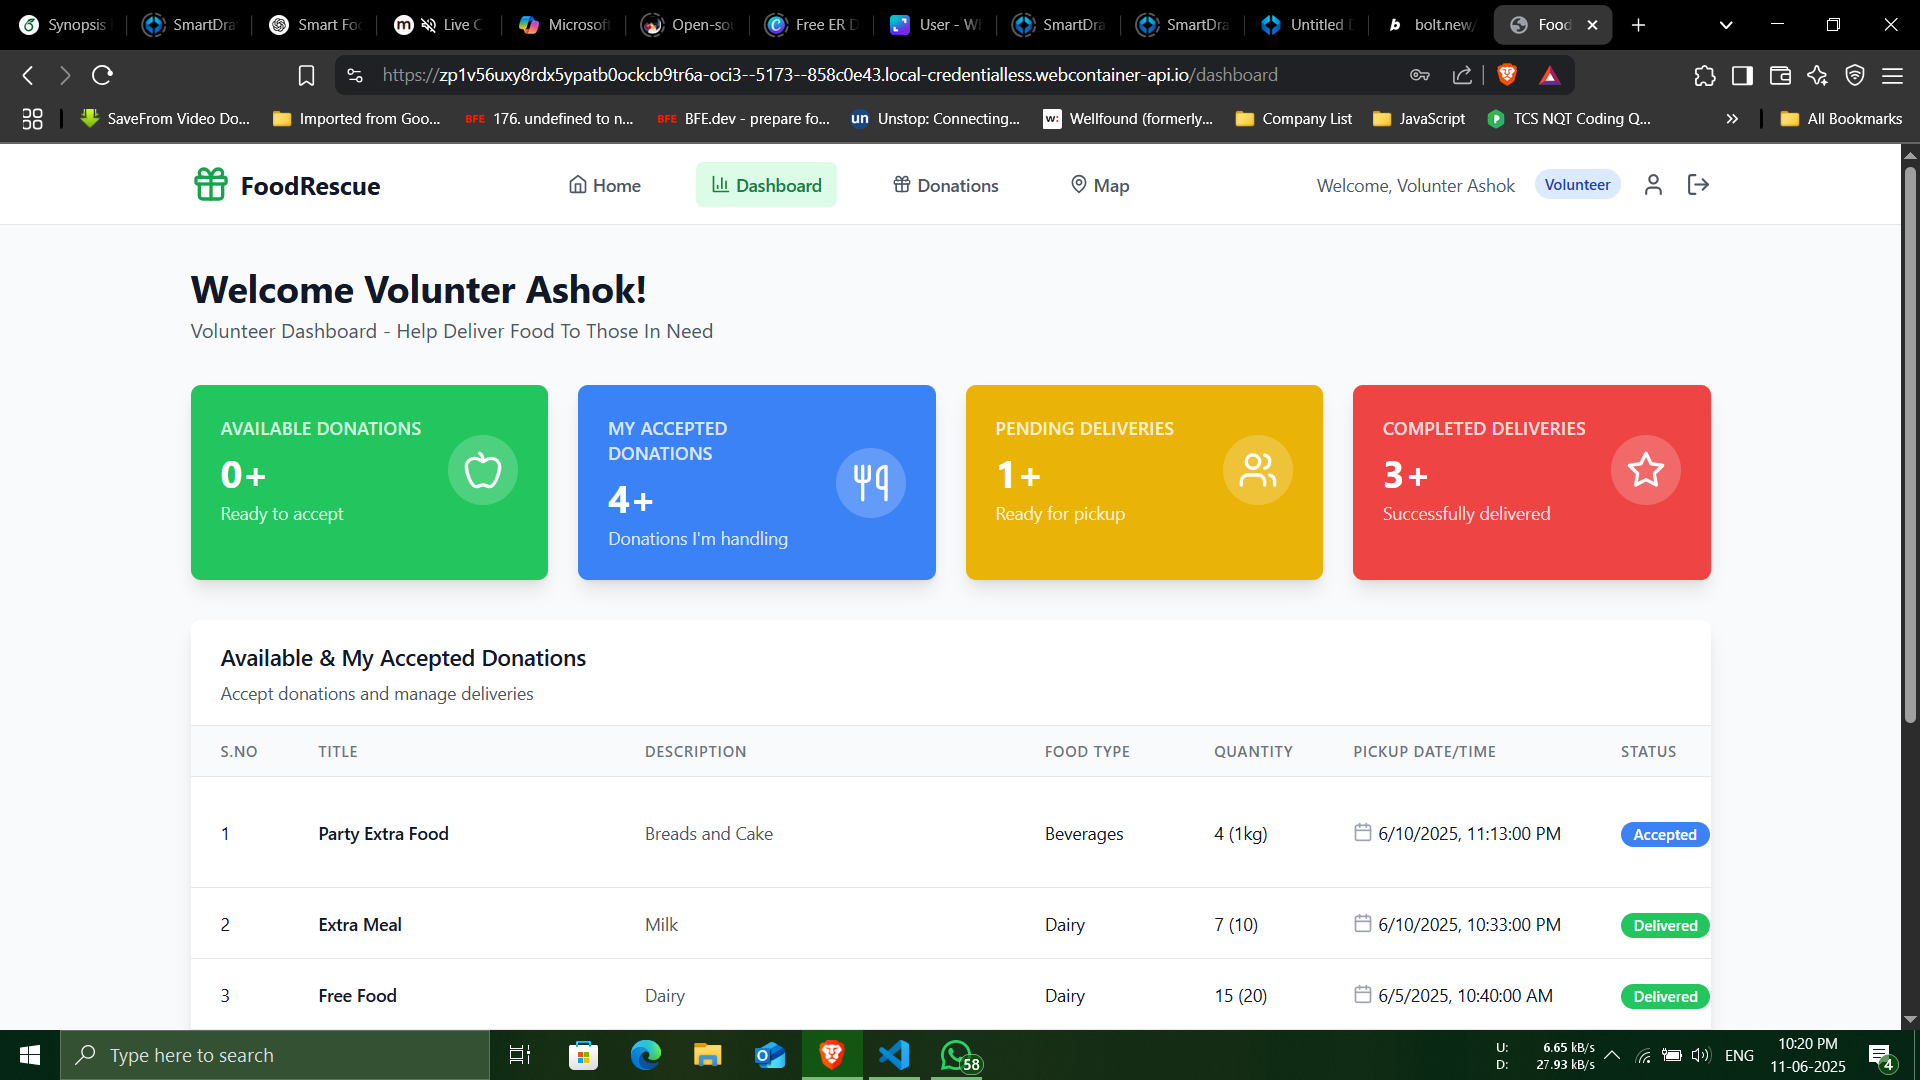 Synopsis
SmartDra
Smart Foo
Live C
Microsoft
Open-sou
Free ER D
User - Wh
SmartDra
SmartDra
Untitled D
bolt.new/
Food
https://zp1v56uxy8rdx5ypatb0ockcb9tr6a-oci3--5173--858c0e43.local-credentialless.webcontainer-api.io/dashboard
SaveFrom Video Do...
Imported from Goo...
BFE 176. undefined to n...
BFE BFE.dev - prepare fo...
un Unstop: Connecting...
w: Wellfound (formerly...
Company List
JavaScript
TCS NQT Coding Q...
All Bookmarks
FoodRescue
Home
Dashboard
Donations
Map
Welcome, Volunter Ashok
Volunteer
Welcome Volunter Ashok!
Volunteer Dashboard - Help Deliver Food To Those In Need
AVAILABLE DONATIONS
0+
Ready to accept
MY ACCEPTED
DONATIONS
4+
Donations I'm handling
PENDING DELIVERIES
1+
Ready for pickup
COMPLETED DELIVERIES
3+
Successfully delivered
Available & My Accepted Donations
Accept donations and manage deliveries
S.NO TITLE DESCRIPTION FOOD TYPE QUANTITY PICKUP DATE/TIME STATUS
1 Party Extra Food Breads and Cake Beverages 4 (1kg) 6/10/2025, 11:13:00 PM Accepted
2 Extra Meal Milk Dairy 7 (10) 6/10/2025, 10:33:00 PM Delivered
3 Free Food Dairy Dairy 15 (20) 6/5/2025, 10:40:00 AM Delivered
Type here to search
58
U: 6.65 kB/s
D: 27.93 kB/s
ENG
10:20 PM
11-06-2025
4